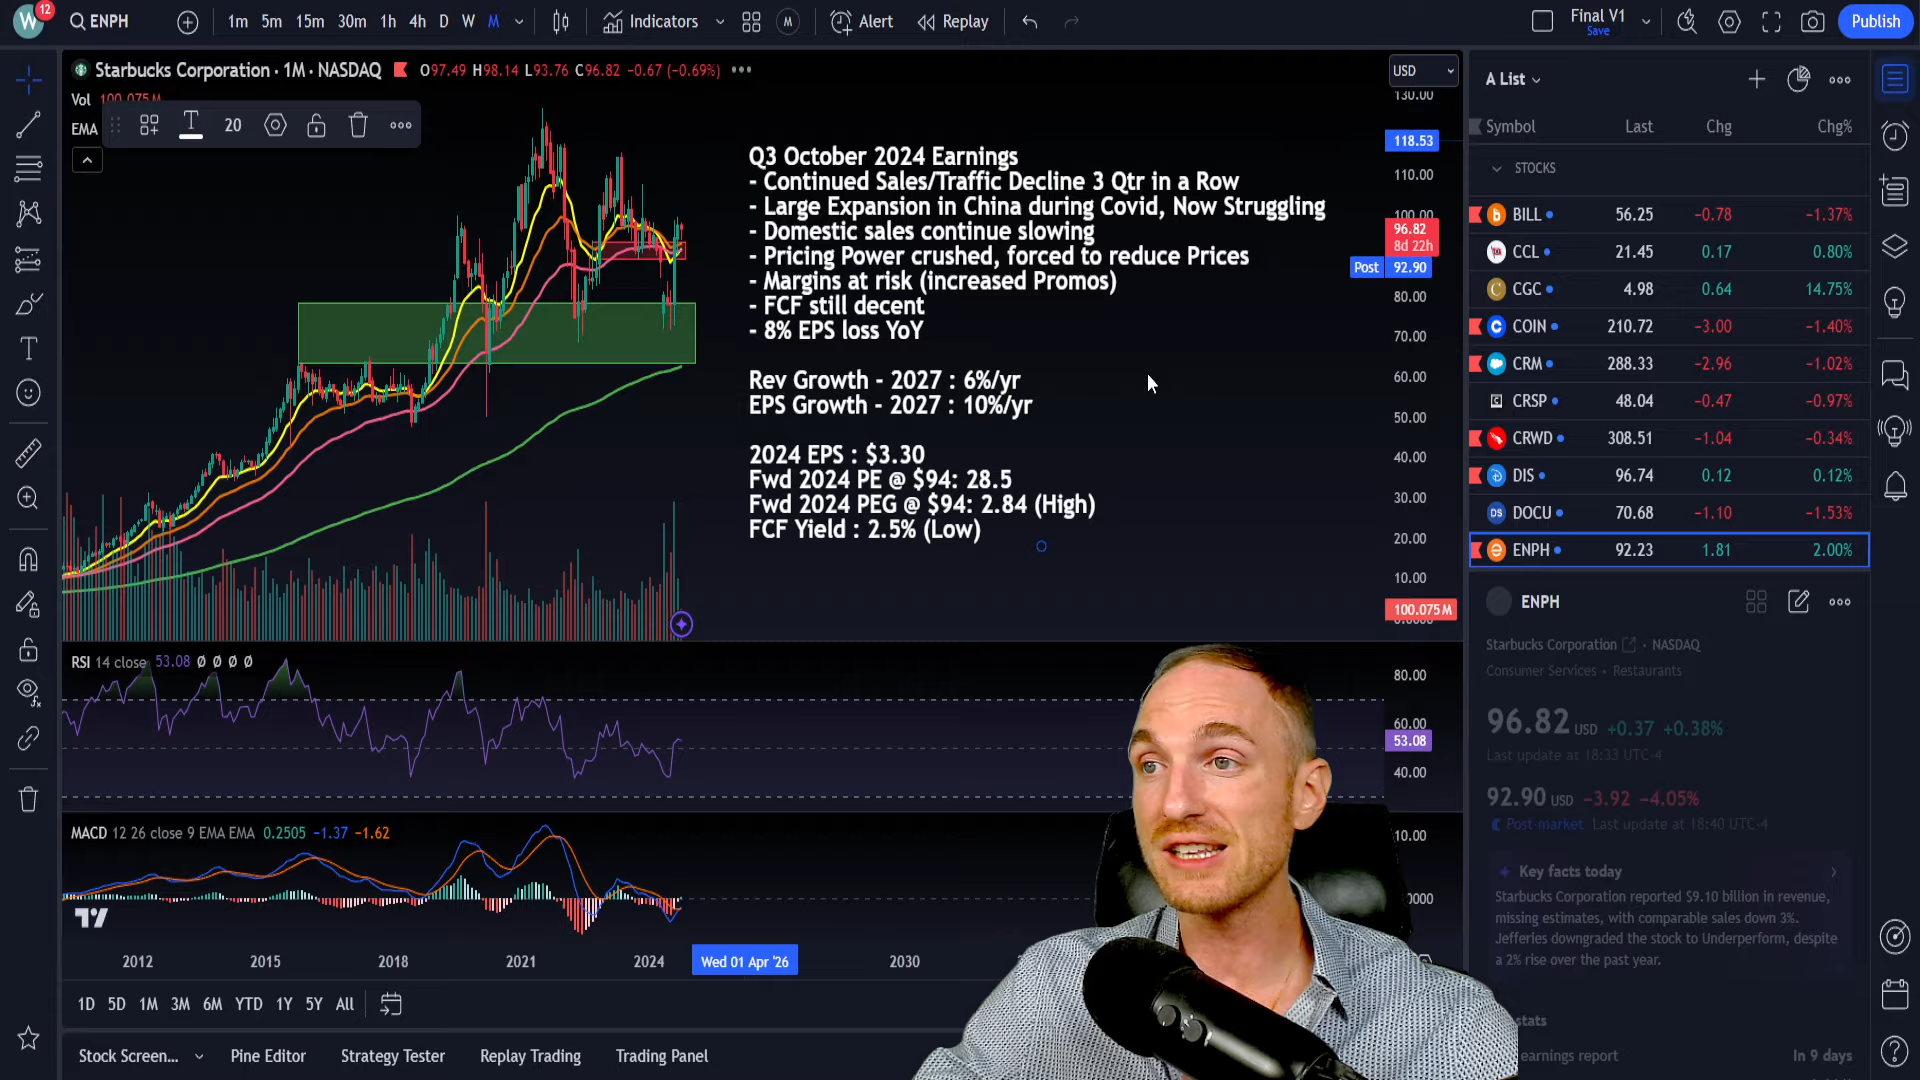 W
12
ENPH
1m 5m 15m 30m 1h 4h D W M
Indicators
M
Alert
Replay
Final V1
Save
Publish
Starbucks Corporation · 1M · NASDAQ
O97.49 H98.14 L93.76 C96.82 −0.67 (−0.69%)
USD
Vol 100.075M
EMA
20
130.00
118.53
110.00
100.00
96.82
8d 22h
Post 92.90
80.00
70.00
60.00
50.00
40.00
30.00
20.00
10.00
100.075M
Q3 October 2024 Earnings
- Continued Sales/Traffic Decline 3 Qtr in a Row
- Large Expansion in China during Covid, Now Struggling
- Domestic sales continue slowing
- Pricing Power crushed, forced to reduce Prices
- Margins at risk (increased Promos)
- FCF still decent
- 8% EPS loss YoY
Rev Growth - 2027 : 6%/yr
EPS Growth - 2027 : 10%/yr
2024 EPS : $3.30
Fwd 2024 PE @ $94: 28.5
Fwd 2024 PEG @ $94: 2.84 (High)
FCF Yield : 2.5% (Low)
RSI 14 close 53.08 Ø Ø Ø Ø
80.00
60.00
53.08
40.00
MACD 12 26 close 9 EMA EMA 0.2505 −1.37 −1.62
10.00
0000
2012 2015 2018 2021 2024 Wed 01 Apr '26 2030
1D 5D 1M 3M 6M YTD 1Y 5Y All
Stock Screen... Pine Editor Strategy Tester Replay Trading Trading Panel
A List
Symbol Last Chg Chg%
STOCKS
BILL 56.25 −0.78 −1.37%
CCL 21.45 0.17 0.80%
CGC 4.98 0.64 14.75%
COIN 210.72 −3.00 −1.40%
CRM 288.33 −2.96 −1.02%
CRSP 48.04 −0.47 −0.97%
CRWD 308.51 −1.04 −0.34%
DIS 96.74 0.12 0.12%
DOCU 70.68 −1.10 −1.53%
ENPH 92.23 1.81 2.00%
ENPH
Starbucks Corporation · NASDAQ
Consumer Services · Restaurants
96.82 USD +0.37 +0.38%
Last update at 18:33 UTC-4
92.90 USD −3.92 −4.05%
Post-market Last update at 18:40 UTC-4
Key facts today
Starbucks Corporation reported $9.10 billion in revenue,
missing estimates, with comparable sales down 3%.
Jefferies downgraded the stock to Underperform, despite
a 2% rise over the past year.
stats
earnings report In 9 days